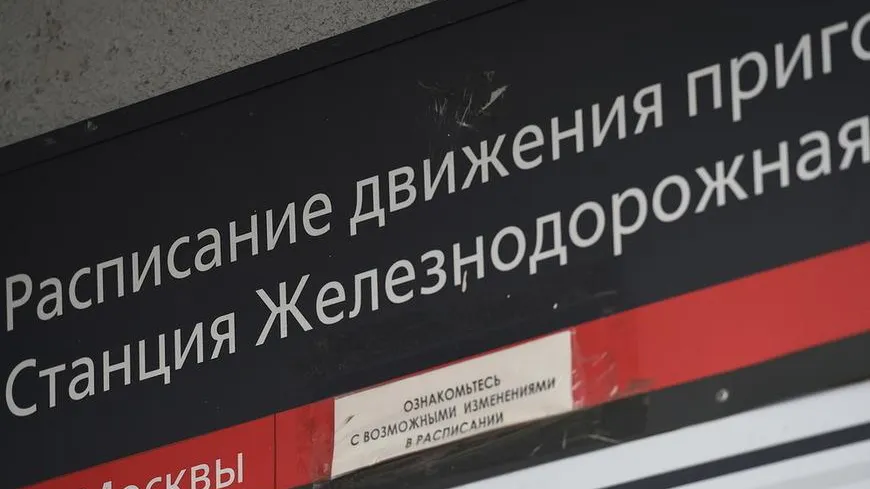 Расписание движения приго
Станция Железнодорожная
ОЗНАКОМЬТЕСЬ
С ВОЗМОЖНЫМИ ИЗМЕНЕНИЯМИ
В РАСПИСАНИИ
Москвы